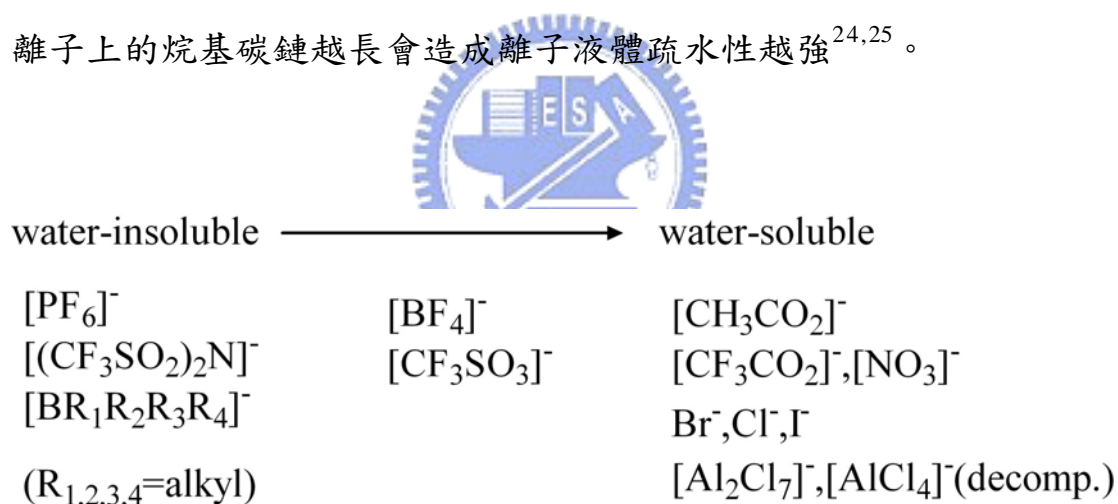 離子上的烷基碳鏈越長會造成離子液體疏水性越強24,25。
ESA
water-insoluble → water-soluble
[PF6]- [BF4]- [CH3CO2]-
[(CF3SO2)2N]- [CF3SO3]- [CF3CO2]-,[NO3]-
[BR1R2R3R4]- Br-,Cl-,I-
(R1,2,3,4=alkyl) [Al2Cl7]-,[AlCl4]-(decomp.)